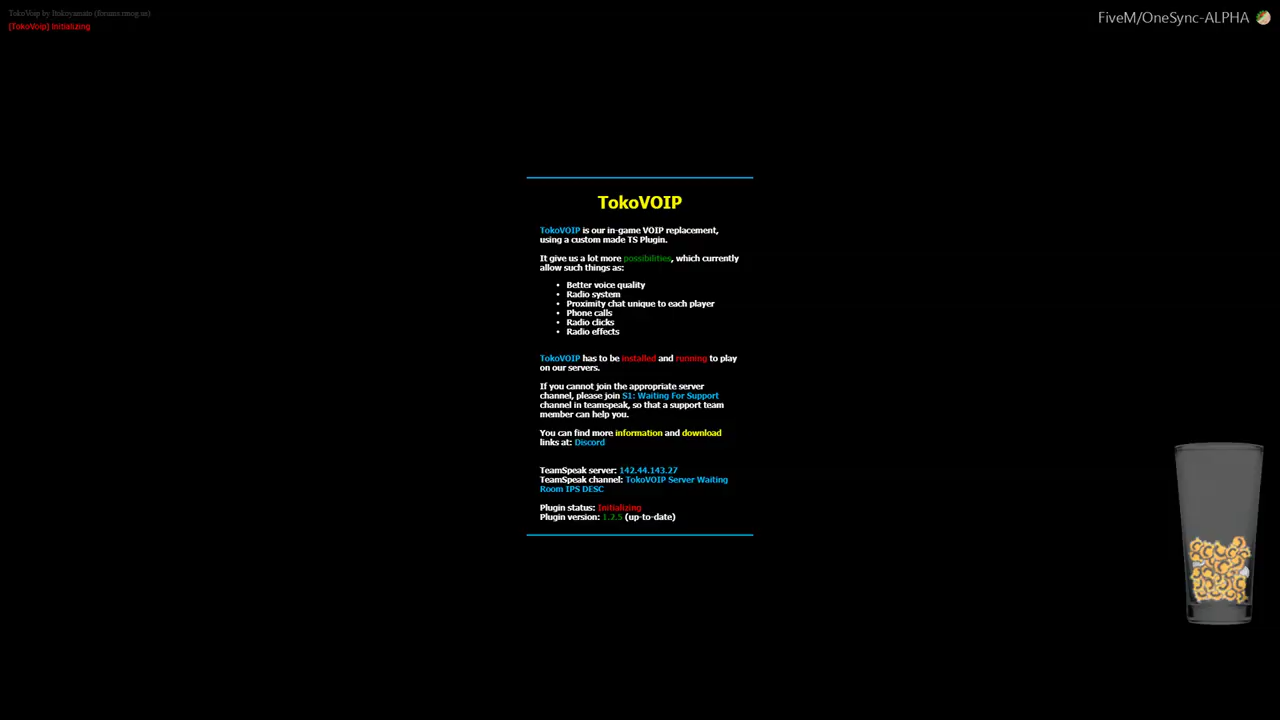 TokoVoip by Itokoyamato (forums.rmog.us)
[TokoVoip] Initializing
FiveM/OneSync-ALPHA
TokoVOIP
TokoVOIP is our in-game VOIP replacement,
using a custom made TS Plugin.
It give us a lot more possibilities, which currently
allow such things as:
• Better voice quality
• Radio system
• Proximity chat unique to each player
• Phone calls
• Radio clicks
• Radio effects
TokoVOIP has to be installed and running to play
on our servers.
If you cannot join the appropriate server
channel, please join S1: Waiting For Support
channel in teamspeak, so that a support team
member can help you.
You can find more information and download
links at: Discord
TeamSpeak server: 142.44.143.27
TeamSpeak channel: TokoVOIP Server Waiting
Room IPS DESC
Plugin status: Initializing
Plugin version: 1.2.5 (up-to-date)